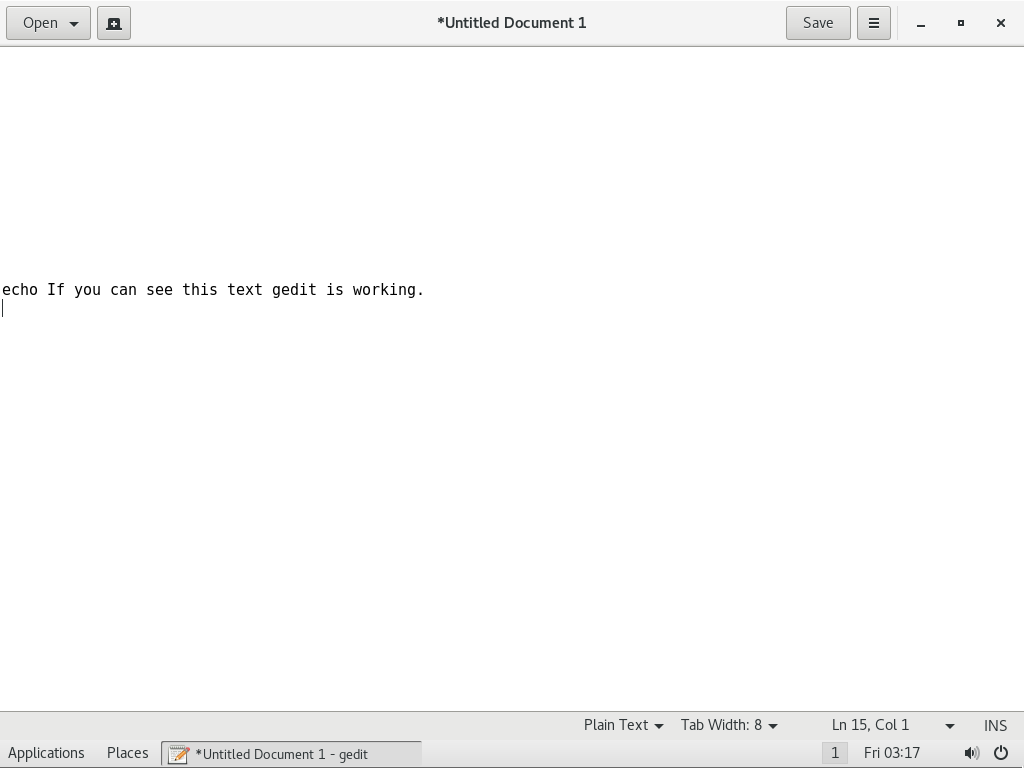 Open
*Untitled Document 1
Save
echo If you can see this text gedit is working.
Plain Text
Tab Width: 8
Ln 15, Col 1
INS
Applications
Places
*Untitled Document 1 - gedit
1
Fri 03:17